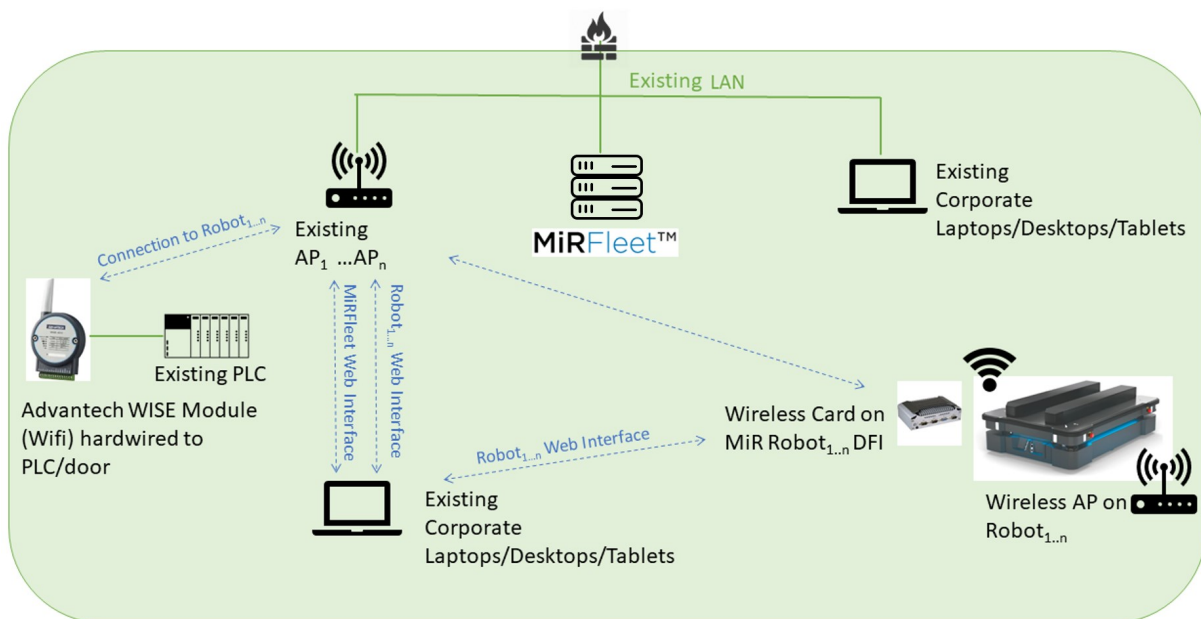 Existing LAN
Existing
Corporate
Laptops/Desktops/Tablets
MiRFleet™
Connection to Robot₁...ₙ
Existing
AP₁ ...APₙ
MiRFleet Web Interface
Robot₁...ₙ Web Interface
Existing PLC
Advantech WISE Module
(Wifi) hardwired to
PLC/door
Robot₁...ₙ Web Interface
Wireless Card on
MiR Robot₁..ₙ DFI
Existing
Corporate
Laptops/Desktops/Tablets
Wireless AP on
Robot₁..ₙ